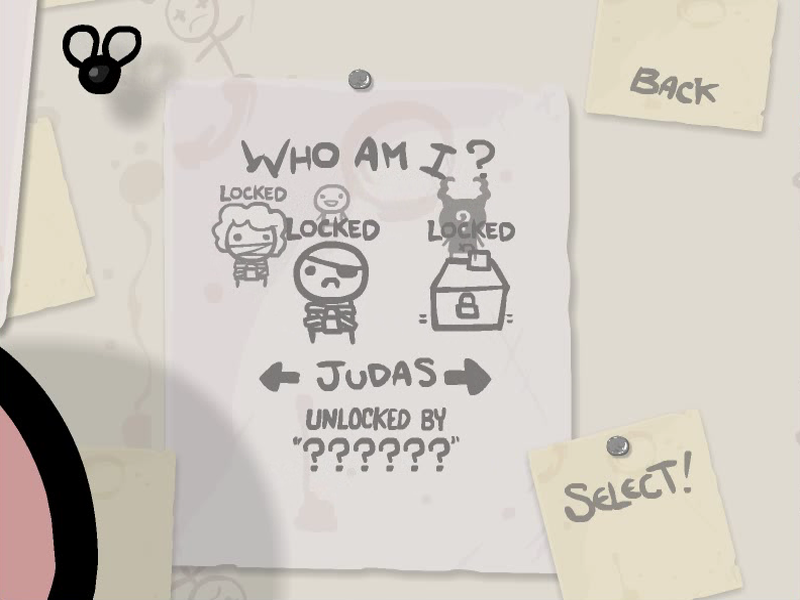 BACK
WHO AM I?
LOCKED
LOCKED
LOCKED
JUDAS
UNLOCKED BY
"??????"
SELECT!